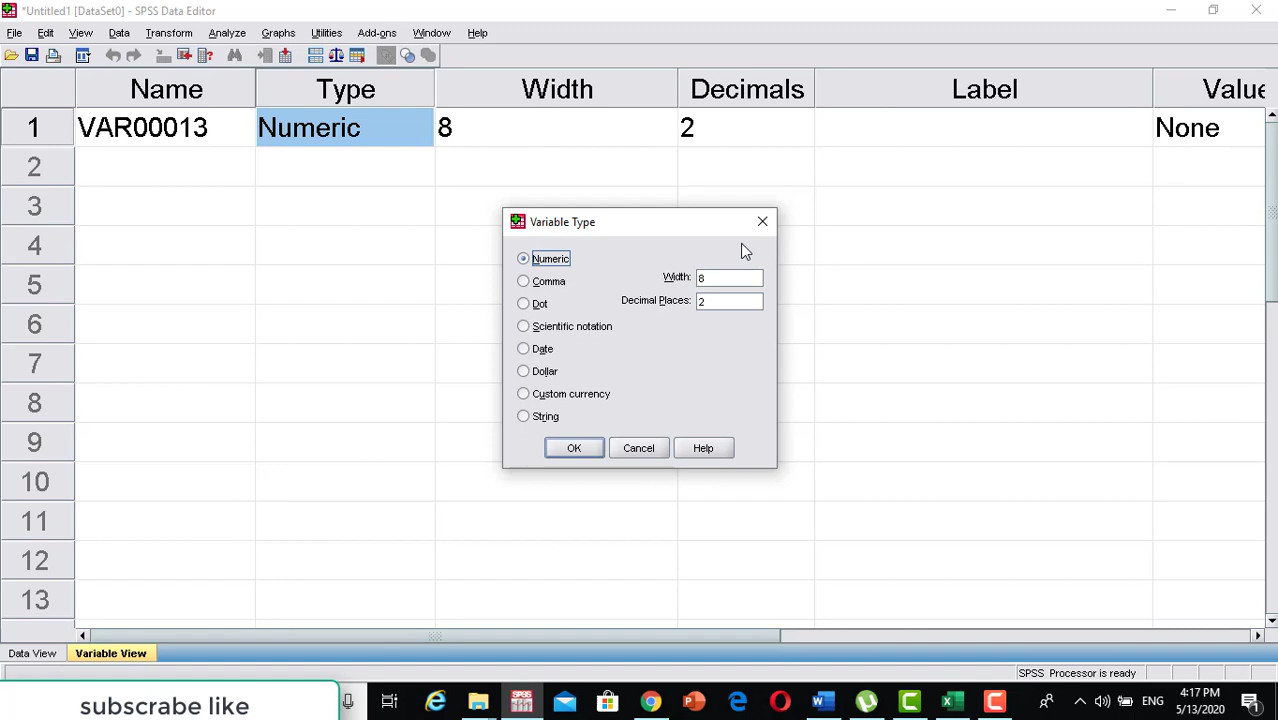 *Untitled1 [DataSet0] - SPSS Data Editor
File Edit View Data Transform Analyze Graphs Utilities Add-ons Window Help
Name Type Width Decimals Label Value
1 VAR00013 Numeric 8 2 None
2
3
4
5
6
7
8
9
10
11
12
13
Variable Type
Numeric
Comma
Dot
Scientific notation
Date
Dollar
Custom currency
String
Width: 8
Decimal Places: 2
OK Cancel Help
Data View Variable View
SPSS Processor is ready
subscrabe like
ENG
4:17 PM
5/13/2020